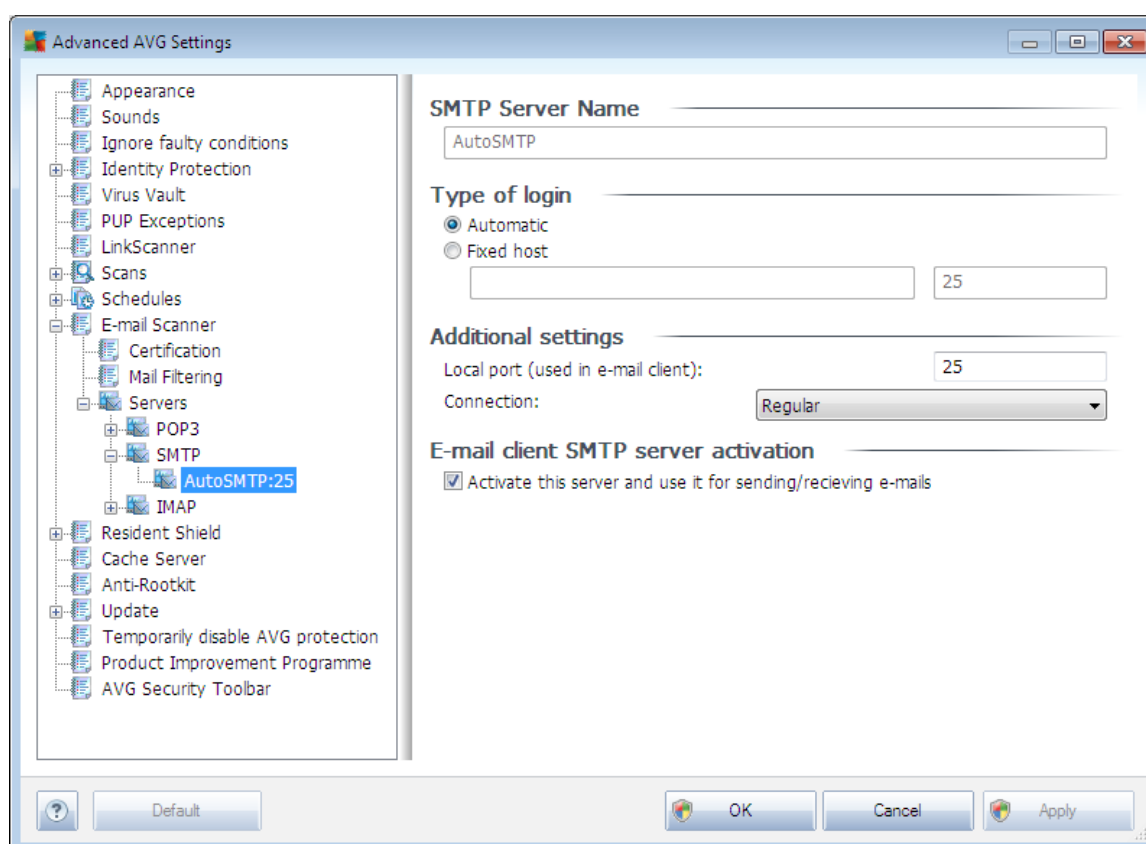 Advanced AVG Settings
Appearance
Sounds
Ignore faulty conditions
Identity Protection
Virus Vault
PUP Exceptions
LinkScanner
Scans
Schedules
E-mail Scanner
Certification
Mail Filtering
Servers
POP3
SMTP
AutoSMTP:25
IMAP
Resident Shield
Cache Server
Anti-Rootkit
Update
Temporarily disable AVG protection
Product Improvement Programme
AVG Security Toolbar
SMTP Server Name
AutoSMTP
Type of login
Automatic
Fixed host
25
Additional settings
Local port (used in e-mail client): 25
Connection: Regular
E-mail client SMTP server activation
Activate this server and use it for sending/recieving e-mails
? Default OK Cancel Apply